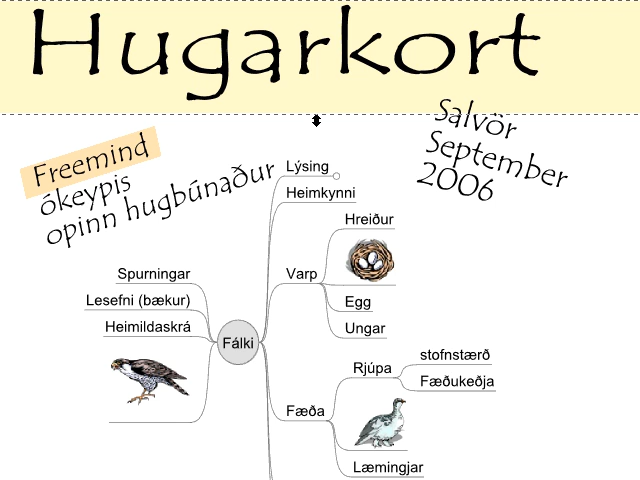 Hugarkort
Salvör
September
2006
Freemind
ókeypis
opinn hugbúnaður
Lýsing
Heimkynni
Hreiður
Varp
Egg
Ungar
Spurningar
Lesefni (bækur)
Heimildaskrá
Fálki
Rjúpa
stofnstærð
Fæðukeðja
Fæða
Læmingjar